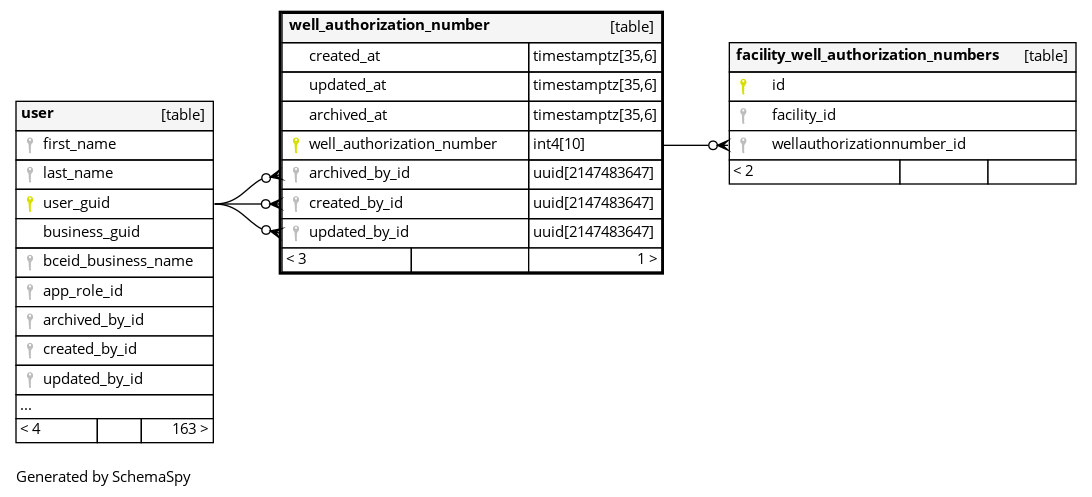 user [table]
first_name
last_name
user_guid
business_guid
bceid_business_name
app_role_id
archived_by_id
created_by_id
updated_by_id
...
< 4 163 >
well_authorization_number [table]
created_at timestamptz[35,6]
updated_at timestamptz[35,6]
archived_at timestamptz[35,6]
well_authorization_number int4[10]
archived_by_id uuid[2147483647]
created_by_id uuid[2147483647]
updated_by_id uuid[2147483647]
< 3 1 >
facility_well_authorization_numbers [table]
id
facility_id
wellauthorizationnumber_id
< 2
Generated by SchemaSpy